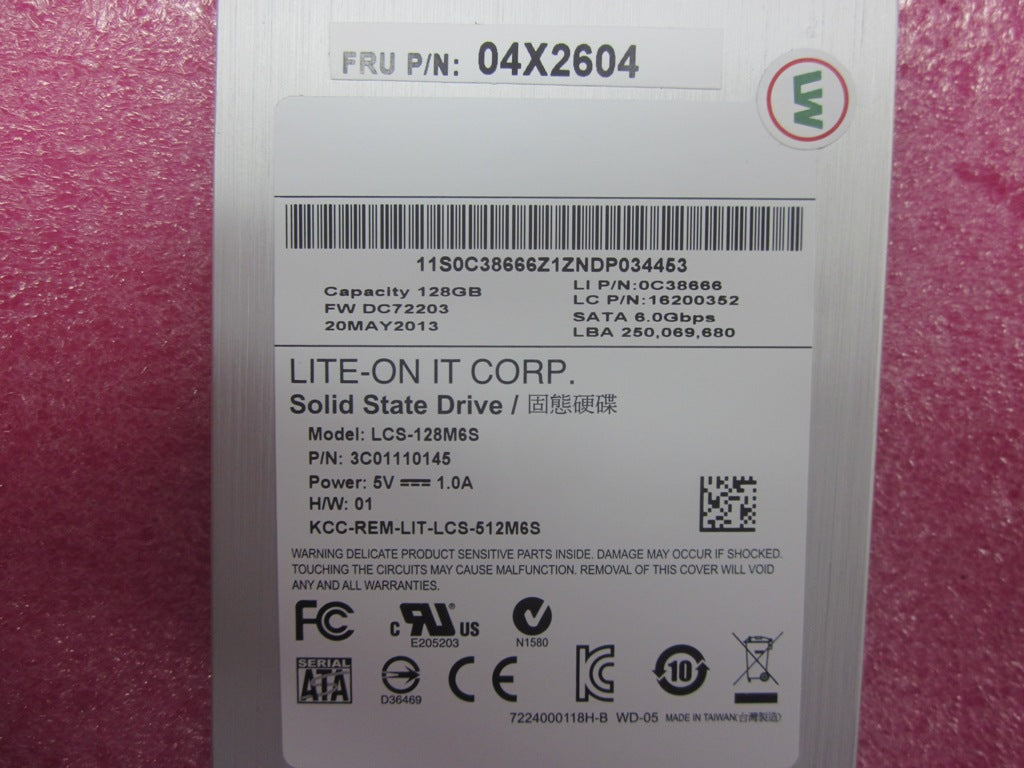 FRU P/N: 04X2604
LW
11S0C38666Z1ZNDP034453
Capacity 128GB
FW DC72203
20MAY2013
LI P/N:0C38666
LC P/N:16200352
SATA 6.0Gbps
LBA 250,069,680
LITE-ON IT CORP.
Solid State Drive / 固態硬碟
Model: LCS-128M6S
P/N: 3C01110145
Power: 5V ⎓ 1.0A
H/W: 01
KCC-REM-LIT-LCS-512M6S
WARNING DELICATE PRODUCT SENSITIVE PARTS INSIDE. DAMAGE MAY OCCUR IF SHOCKED.
TOUCHING THE CIRCUITS MAY CAUSE MALFUNCTION. REMOVAL OF THIS COVER WILL VOID
ANY AND ALL WARRANTIES.
FC
c RU® US
E205203
N1580
SERIAL
ATA
D36469
CE
KC
10
7224000118H-B WD-05 MADE IN TAIWAN(台灣製造)